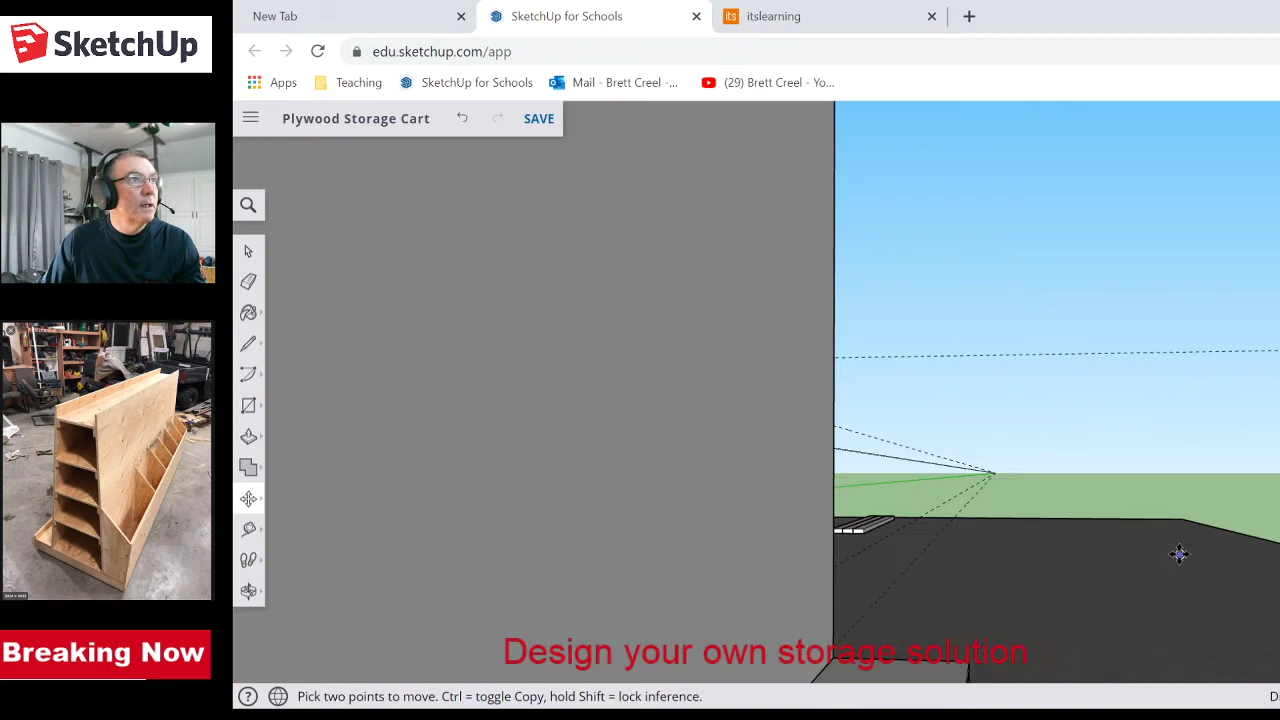 SketchUp
New Tab
SketchUp for Schools
its
itslearning
edu.sketchup.com/app
Apps
Teaching
SketchUp for Schools
Mail - Brett Creel -...
(29) Brett Creel - Yo...
Plywood Storage Cart
SAVE
Breaking Now
Design your own storage solution
Pick two points to move. Ctrl = toggle Copy, hold Shift = lock inference.